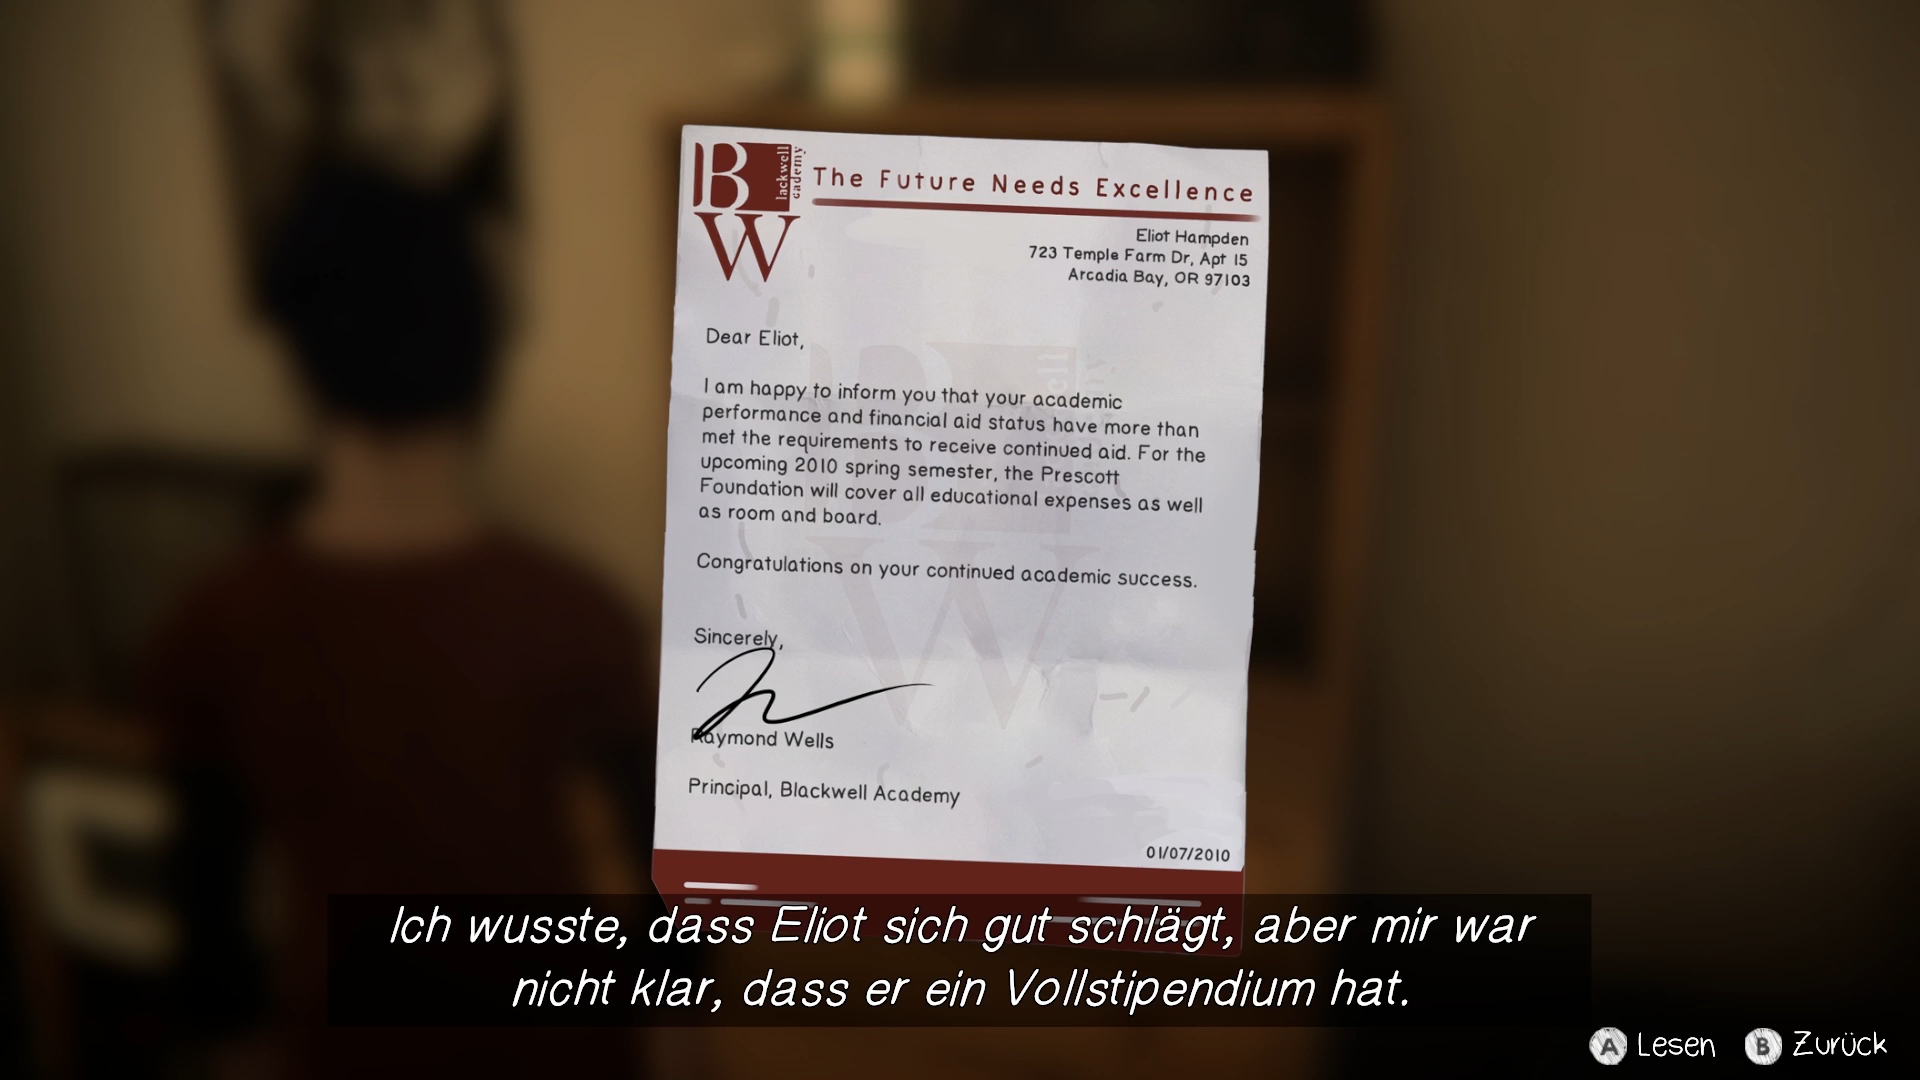 B lackwell cademy
W
The Future Needs Excellence
Eliot Hampden
723 Temple Farm Dr, Apt 15
Arcadia Bay, OR 97103
Dear Eliot,
I am happy to inform you that your academic
performance and financial aid status have more than
met the requirements to receive continued aid. For the
upcoming 2010 spring semester, the Prescott
Foundation will cover all educational expenses as well
as room and board.
Congratulations on your continued academic success.
Sincerely,
Raymond Wells
Principal, Blackwell Academy
01/07/2010
Ich wusste, dass Eliot sich gut schlägt, aber mir war
nicht klar, dass er ein Vollstipendium hat.
A Lesen B Zurück